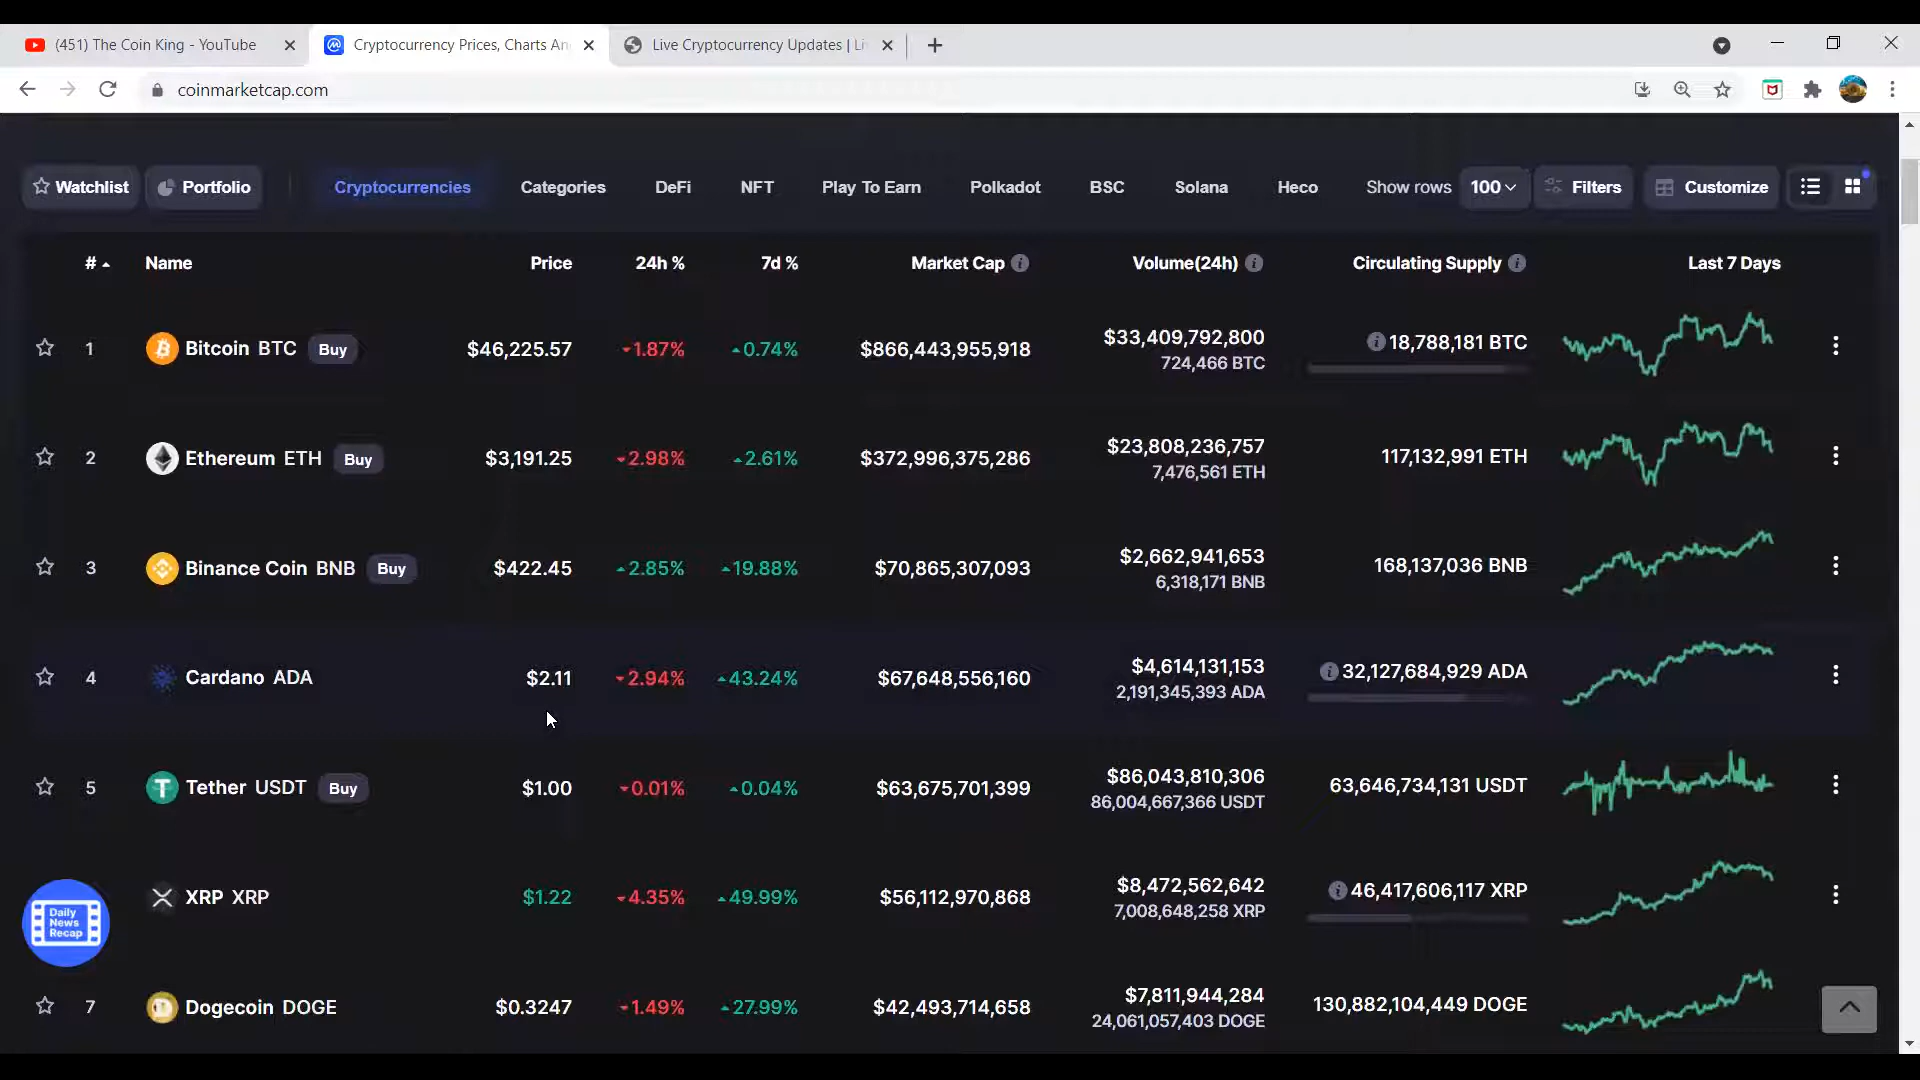 (451) The Coin King - YouTube
Cryptocurrency Prices, Charts An
Live Cryptocurrency Updates | Li
coinmarketcap.com
Watchlist Portfolio Cryptocurrencies Categories DeFi NFT Play To Earn Polkadot BSC Solana Heco Show rows 100 Filters Customize
# Name Price 24h % 7d % Market Cap Volume(24h) Circulating Supply Last 7 Days
1 Bitcoin BTC Buy $46,225.57 1.87% 0.74% $866,443,955,918 $33,409,792,800 18,788,181 BTC
724,466 BTC
2 Ethereum ETH Buy $3,191.25 2.98% 2.61% $372,996,375,286 $23,808,236,757 117,132,991 ETH
7,476,561 ETH
3 Binance Coin BNB Buy $422.45 2.85% 19.88% $70,865,307,093 $2,662,941,653 168,137,036 BNB
6,318,171 BNB
4 Cardano ADA $2.11 2.94% 43.24% $67,648,556,160 $4,614,131,153 32,127,684,929 ADA
2,191,345,393 ADA
5 Tether USDT Buy $1.00 0.01% 0.04% $63,675,701,399 $86,043,810,306 63,646,734,131 USDT
86,004,667,366 USDT
XRP XRP $1.22 4.35% 49.99% $56,112,970,868 $8,472,562,642 46,417,606,117 XRP
7,008,648,258 XRP
Daily
News
Recap
7 Dogecoin DOGE $0.3247 1.49% 27.99% $42,493,714,658 $7,811,944,284 130,882,104,449 DOGE
24,061,057,403 DOGE